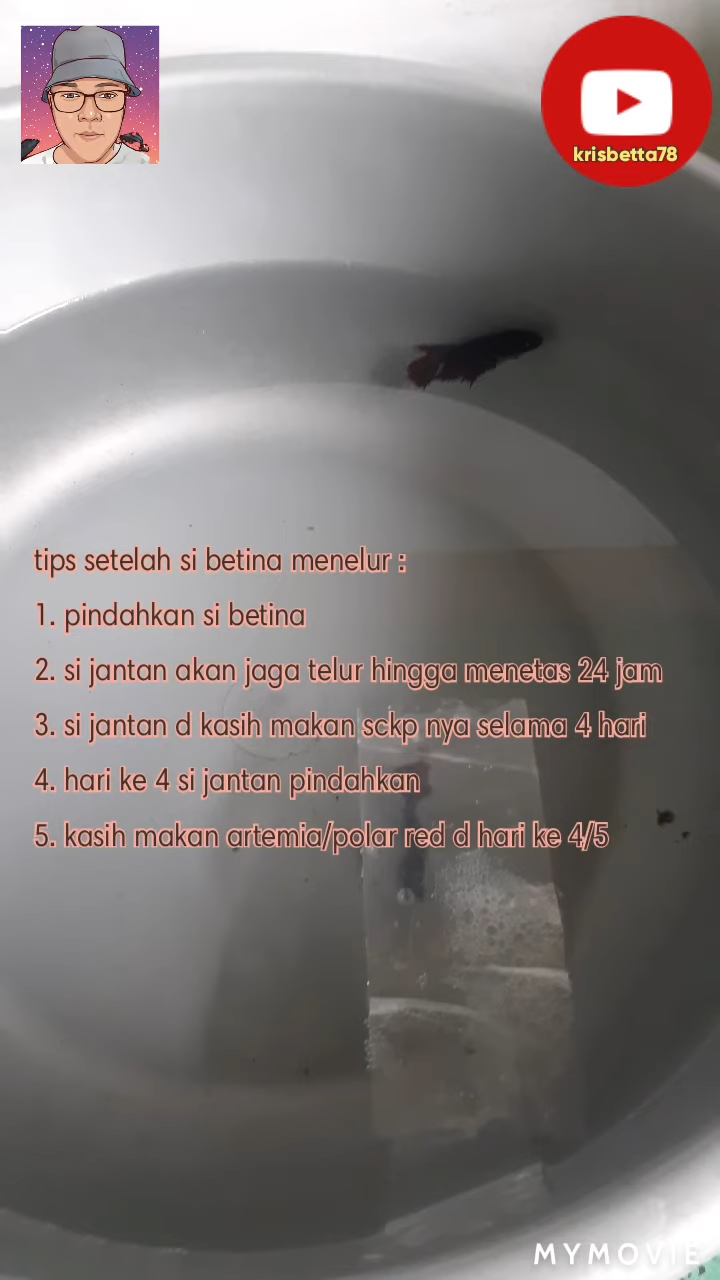 krisbetta78
tips setelah si betina menelur :
1. pindahkan si betina
2. si jantan akan jaga telur hingga menetas 24 jam
3. si jantan d kasih makan sckp nya selama 4 hari
4. hari ke 4 si jantan pindahkan
5. kasih makan artemia/polar red d hari ke 4/5
MYMOVIE